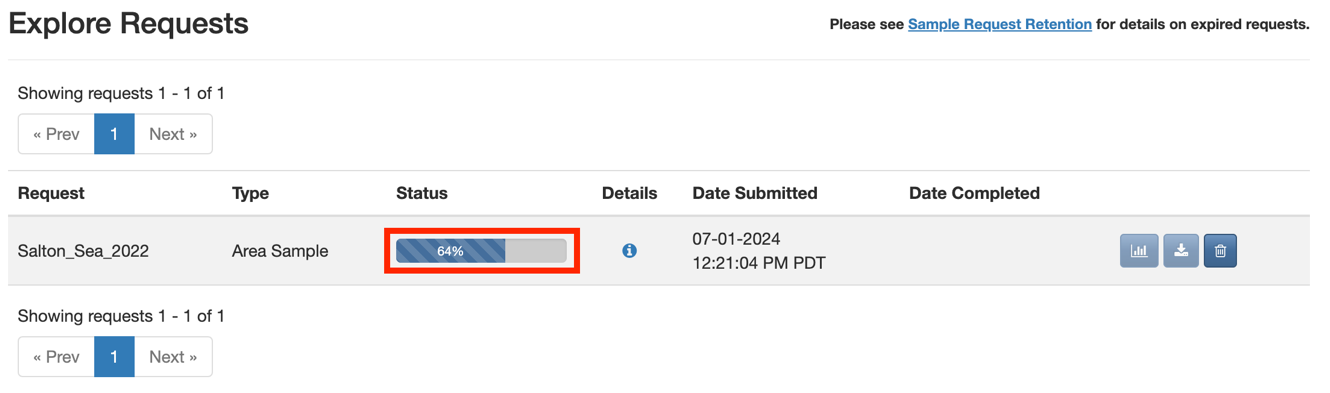 Explore Requests
Please see Sample Request Retention for details on expired requests.
Showing requests 1 - 1 of 1
« Prev 1 Next »
Request Type Status Details Date Submitted Date Completed
Salton_Sea_2022 Area Sample 64% 07-01-2024
12:21:04 PM PDT
Showing requests 1 - 1 of 1
« Prev 1 Next »